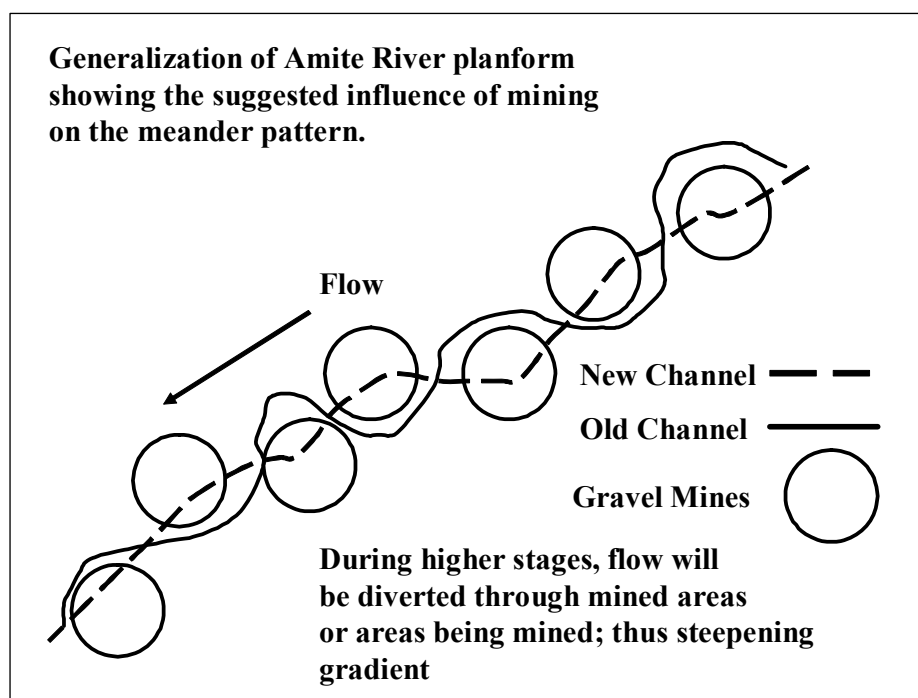 Generalization of Amite River planform
showing the suggested influence of mining
on the meander pattern.
Flow
New Channel
Old Channel
Gravel Mines
During higher stages, flow will
be diverted through mined areas
or areas being mined; thus steepening
gradient